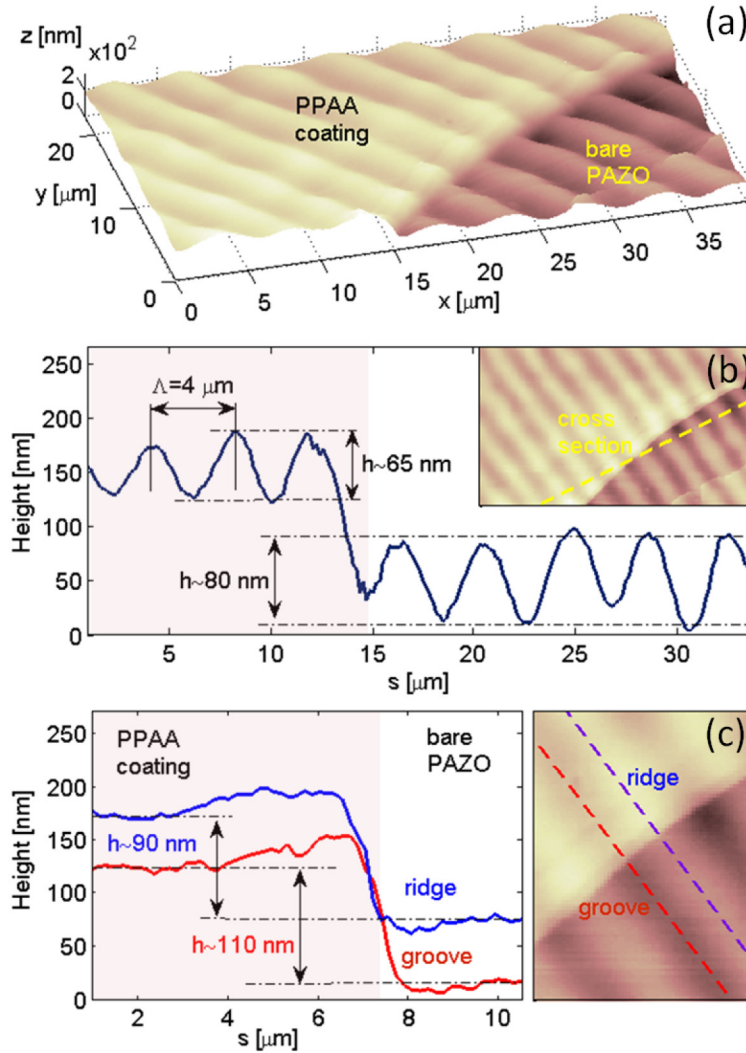 (a)
z [nm] x10²
2
0
20
y [μm]
10
0
PPAA
coating
bare
PAZO
0
5
10
15
20
25
30
35
x [μm]
(b)
Height [nm]
250
200
150
100
50
0
Λ=4 μm
h~65 nm
h~80 nm
cross
section
5
10
15
20
25
30
s [μm]
(c)
Height [nm]
250
200
150
100
50
0
PPAA
coating
bare
PAZO
h~90 nm
h~110 nm
ridge
groove
2
4
6
8
10
s [μm]
ridge
groove